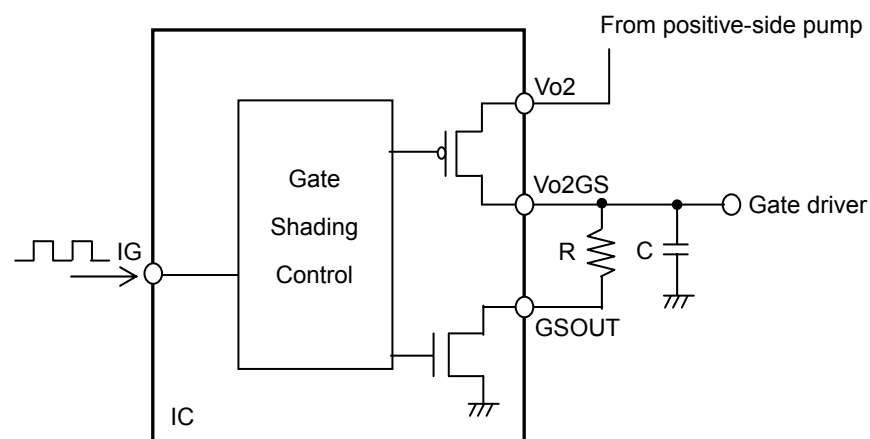 From positive-side pump
Vo2
Gate
Shading
Control
Vo2GS
Gate driver
IG
R
C
GSOUT
IC